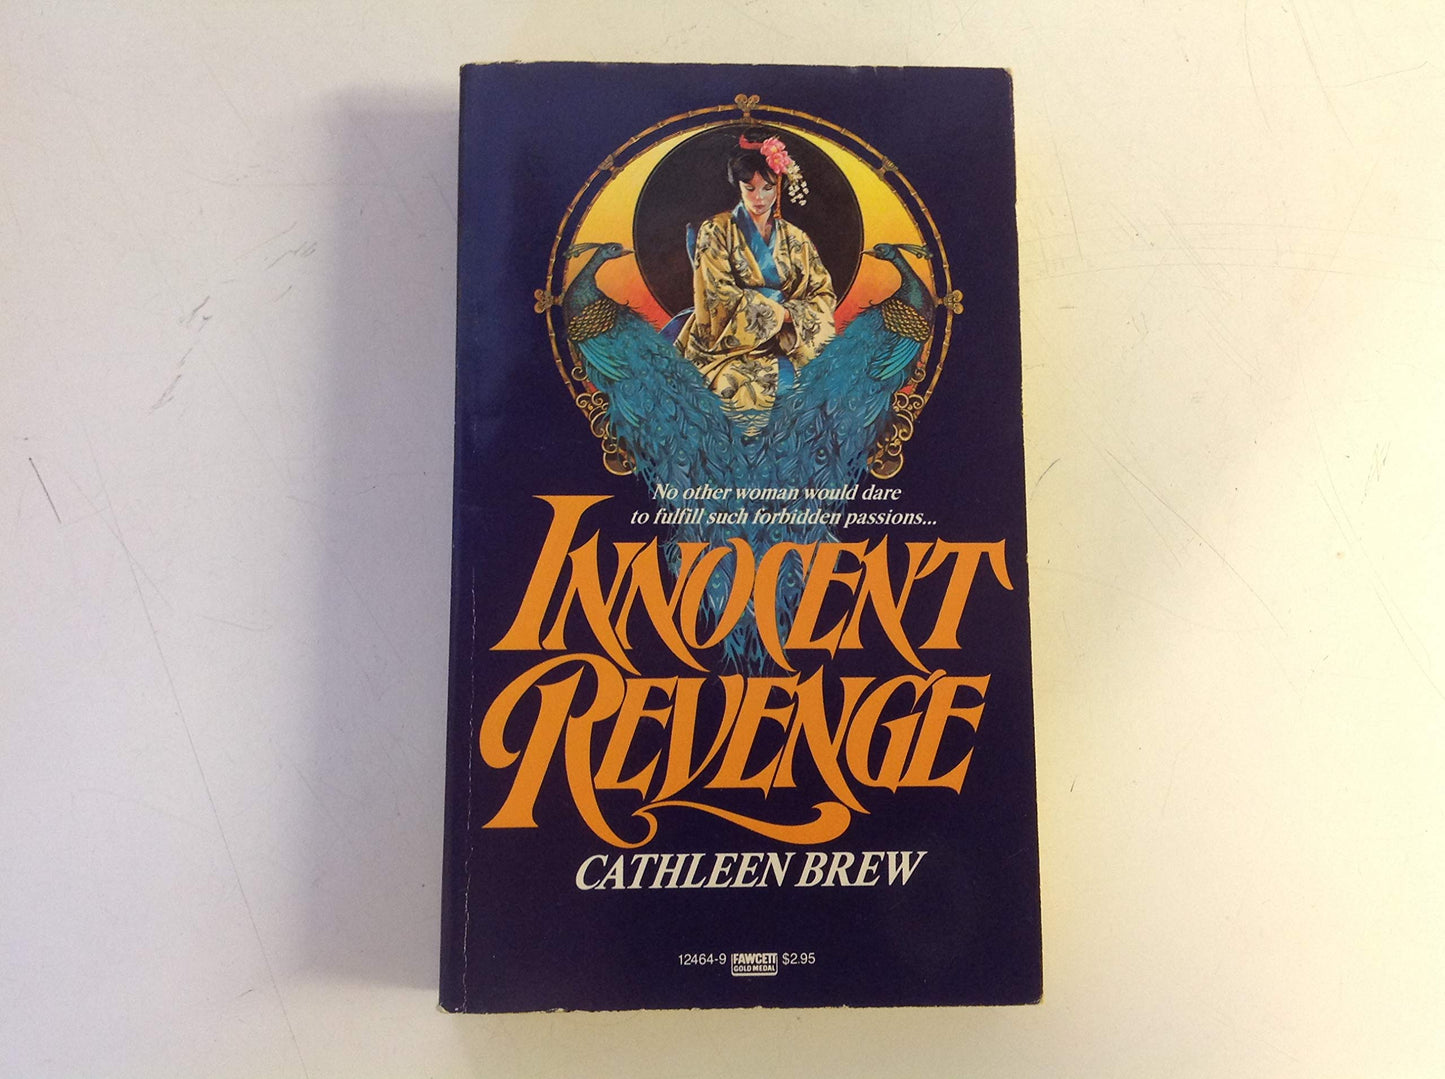 No other woman would dare
to fulfill such forbidden passions...
INNOCENT
REVENGE
CATHLEEN BREW
12464-9 FAWCETT GOLD MEDAL $2.95